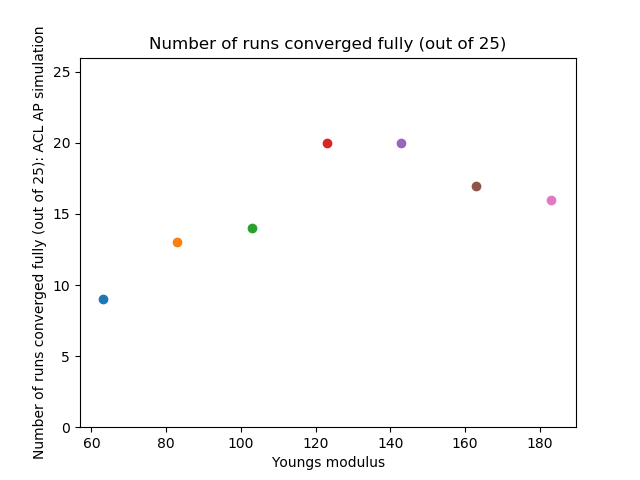 Number of runs converged fully (out of 25)
Number of runs converged fully (out of 25): ACL AP simulation
25
20
15
10
5
0
60 80 100 120 140 160 180
Youngs modulus